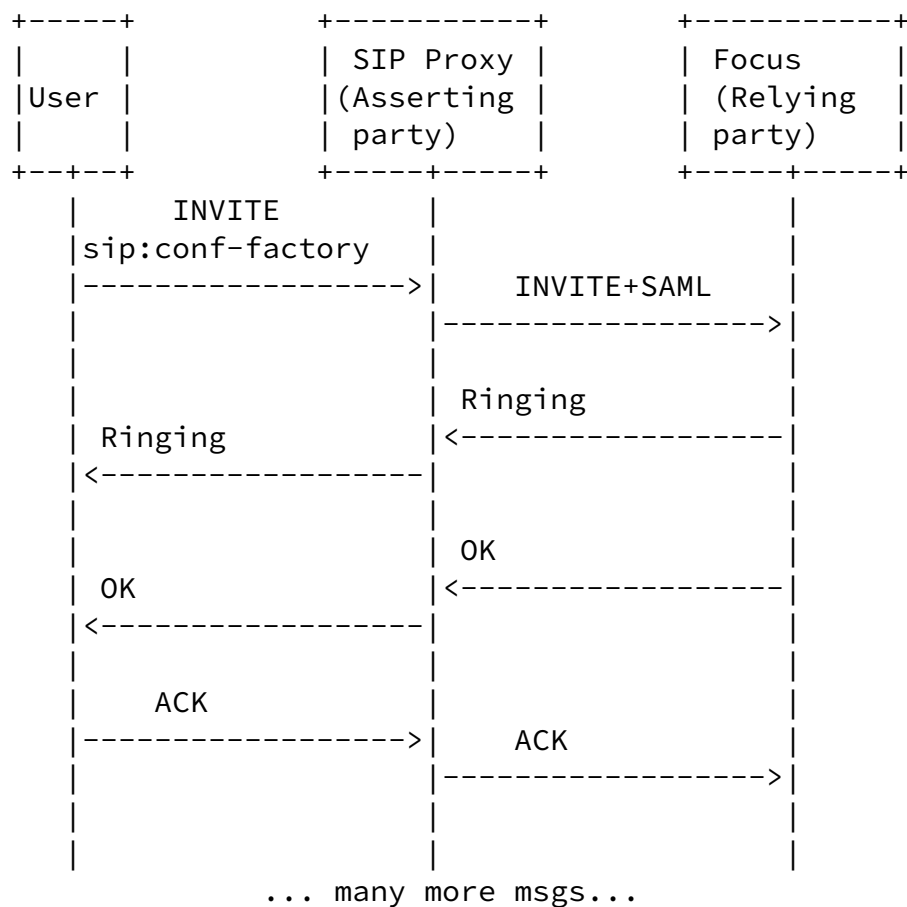 User
SIP Proxy
(Asserting
party)
Focus
(Relying
party)
INVITE
sip:conf-factory
INVITE+SAML
Ringing
Ringing
OK
OK
ACK
ACK
... many more msgs...